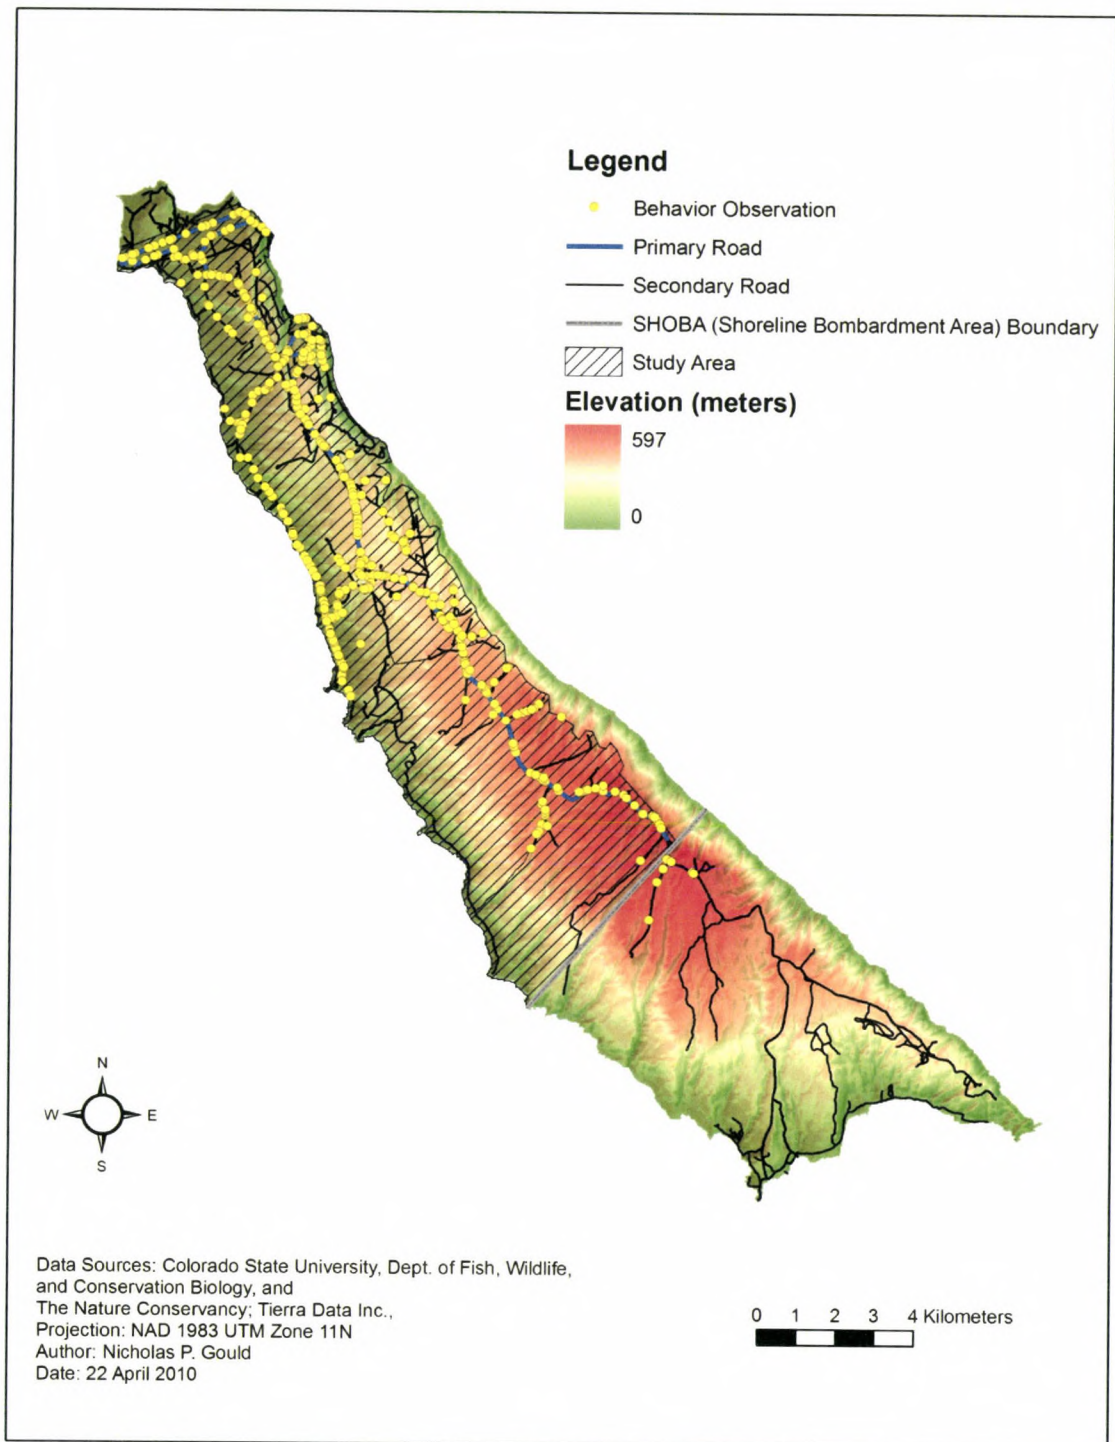 Legend
Behavior Observation
Primary Road
Secondary Road
SHOBA (Shoreline Bombardment Area) Boundary
Study Area
Elevation (meters)
597
0
N
W E
S
Data Sources: Colorado State University, Dept. of Fish, Wildlife,
and Conservation Biology, and
The Nature Conservancy; Tierra Data Inc.,
Projection: NAD 1983 UTM Zone 11N
Author: Nicholas P. Gould
Date: 22 April 2010
0 1 2 3 4 Kilometers